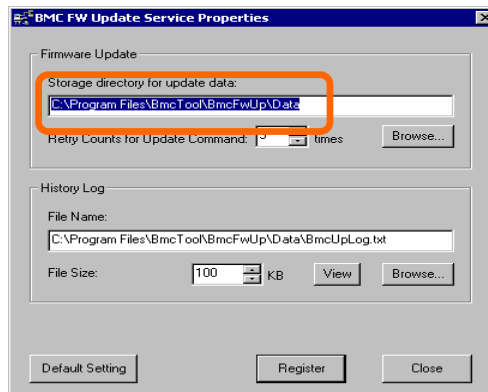 BMC FW Update Service Properties
Firmware Update
Storage directory for update data:
C:\Program Files\BmcTool\BmcFwUp\Data
Retry Counts for Update Command: times Browse...
History Log
File Name:
C:\Program Files\BmcTool\BmcFwUp\Data\BmcUpLog.txt
File Size: 100 KB View Browse...
Default Setting Register Close